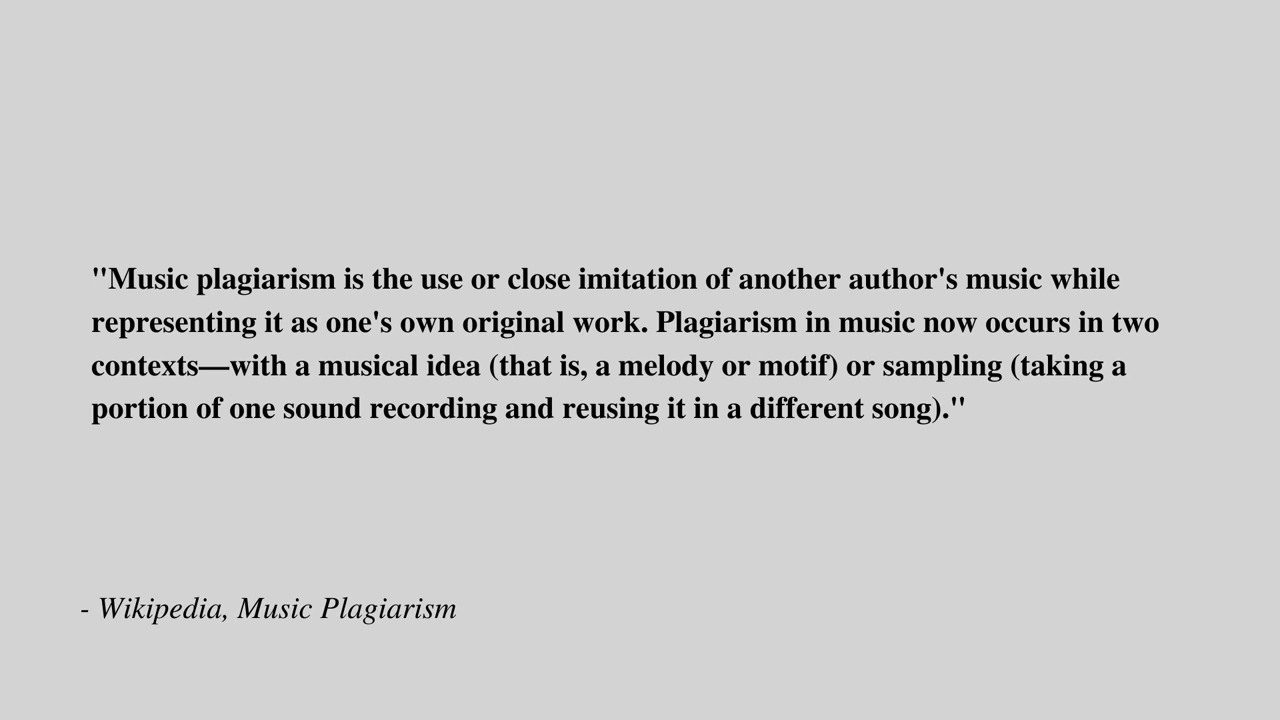 "Music plagiarism is the use or close imitation of another author's music while
representing it as one's own original work. Plagiarism in music now occurs in two
contexts—with a musical idea (that is, a melody or motif) or sampling (taking a
portion of one sound recording and reusing it in a different song)."
- Wikipedia, Music Plagiarism